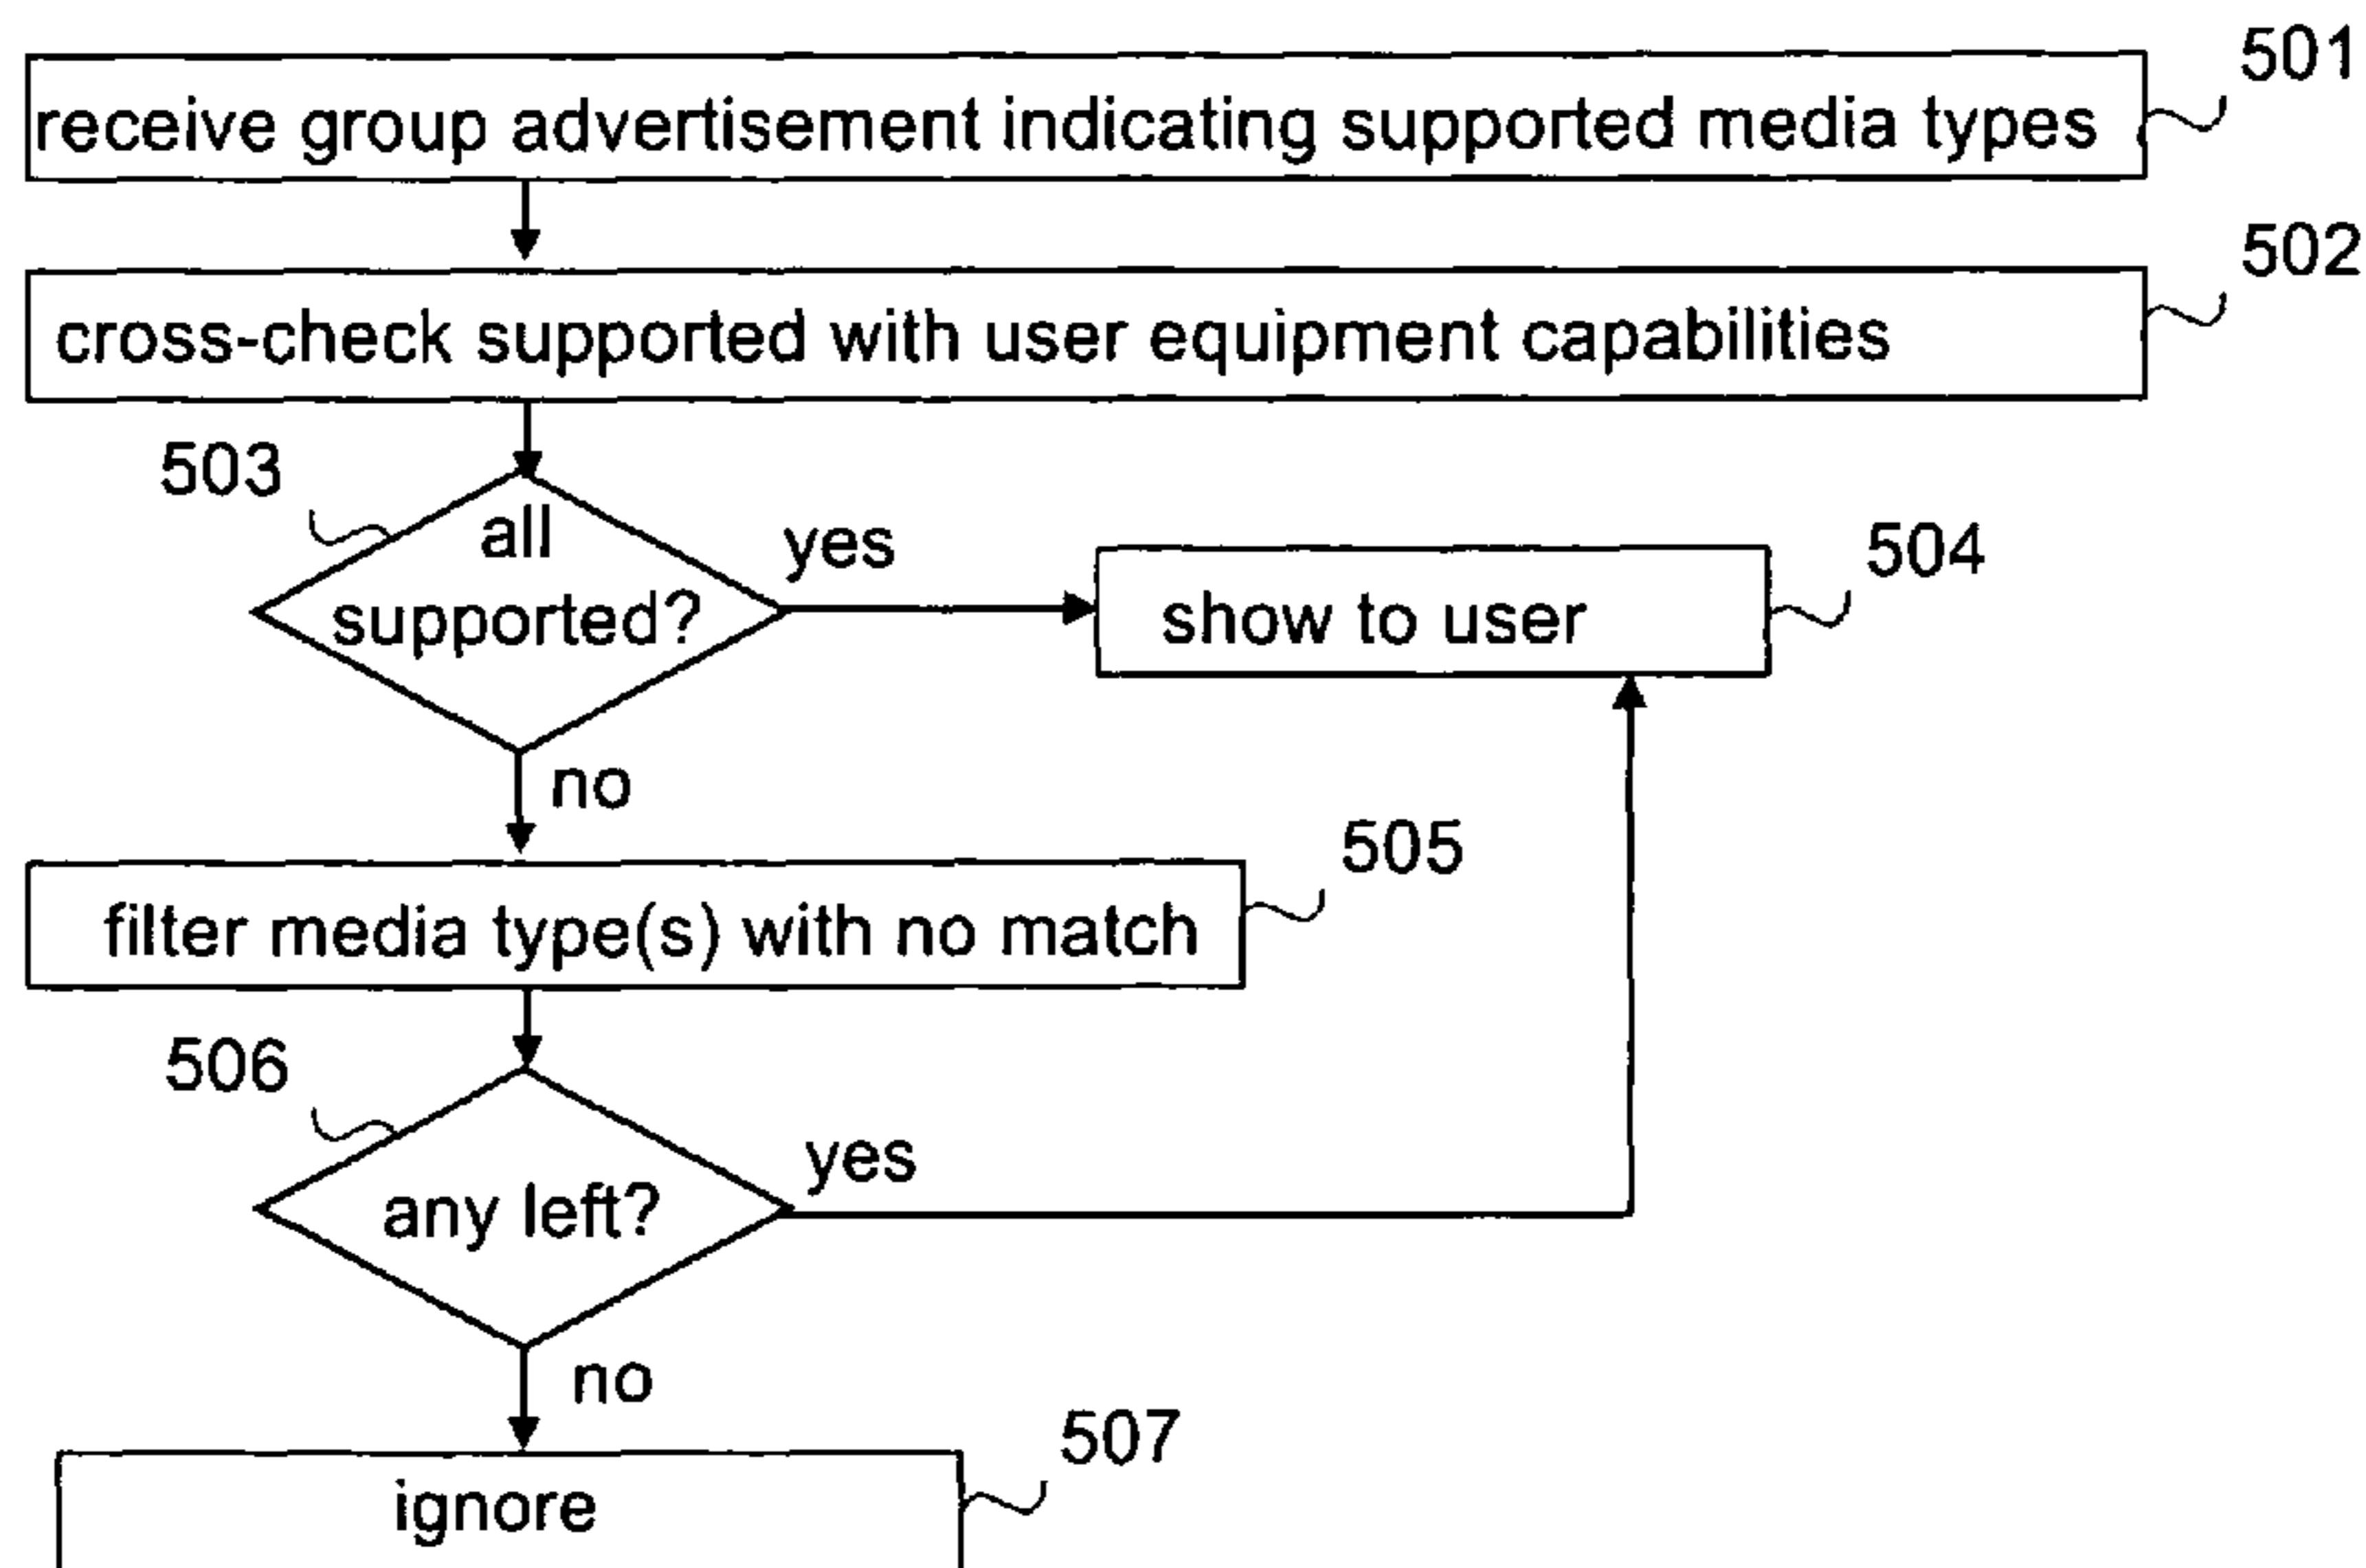 501
receive group advertisement indicating supported media types
502
cross-check supported with user equipment capabilities
503
all
supported?
yes
504
show to user
no
505
filter media type(s) with no match
506
any left?
yes
no
507
ignore